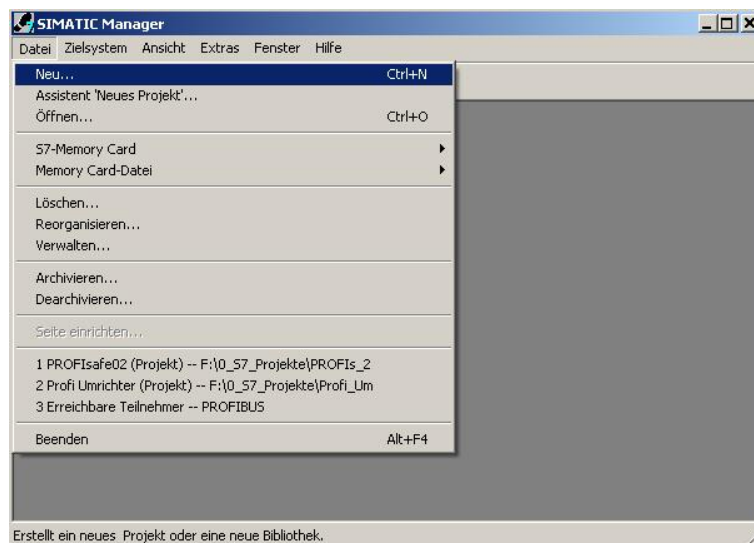 SIMATIC Manager
Datei Zielsystem Ansicht Extras Fenster Hilfe
Neu... Ctrl+N
Assistent 'Neues Projekt'...
Öffnen... Ctrl+O
S7-Memory Card
Memory Card-Datei
Löschen...
Reorganisieren...
Verwalten...
Archivieren...
Dearchivieren...
Seite einrichten...
1 PROFIsafe02 (Projekt) -- F:\0_S7_Projekte\PROFIs_2
2 Profi Umrichter (Projekt) -- F:\0_S7_Projekte\Profi_Um
3 Erreichbare Teilnehmer -- PROFIBUS
Beenden Alt+F4
Erstellt ein neues Projekt oder eine neue Bibliothek.